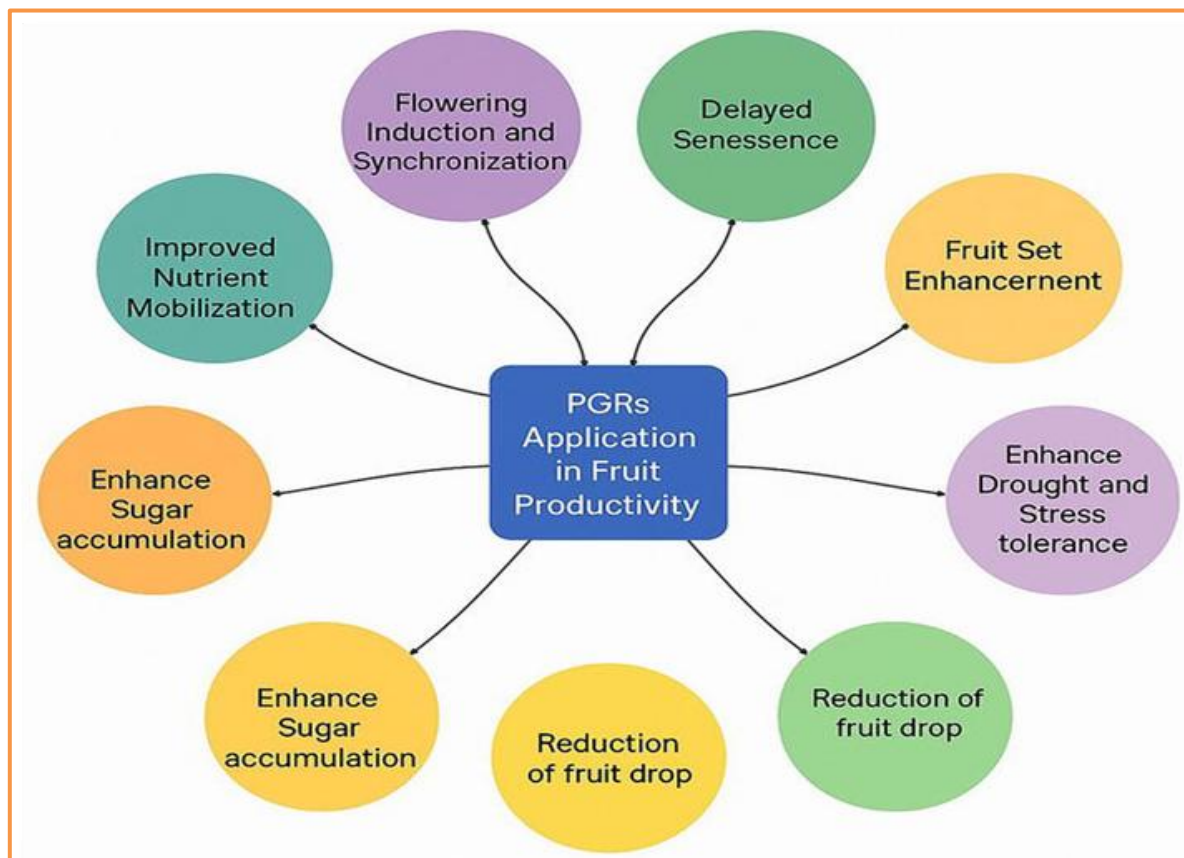 Flowering
Induction and
Synchronization
Delayed
Senessence
Improved
Nutrient
Mobilization
Fruit Set
Enhancernent
PGRs
Application
in Fruit
Productivity
Enhance
Sugar
accumulation
Enhance
Drought and
Stress
tolerance
Enhance
Sugar
accumulation
Reduction
of fruit drop
Reduction of
fruit drop